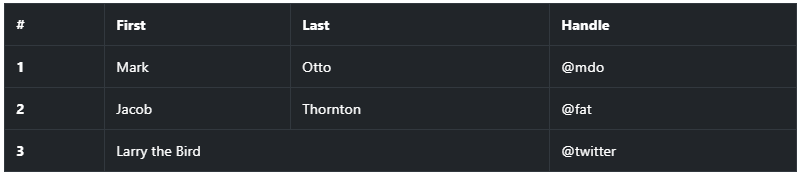 # First Last Handle
1 Mark Otto @mdo
2 Jacob Thornton @fat
3 Larry the Bird @twitter